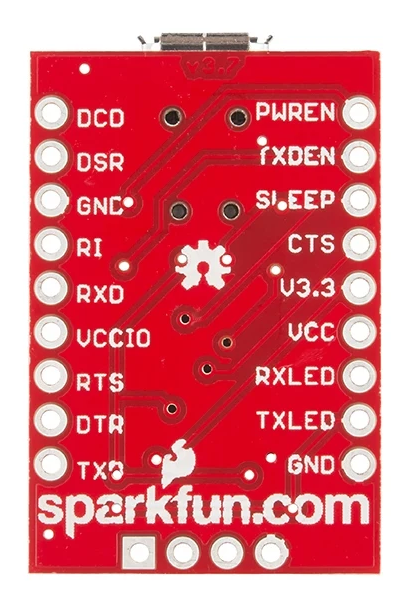 v3.7
DCD PWREN
DSR TXDEN
GND SLEEP
RI CTS
RXD V3.3
VCCIO VCC
RTS RXLED
DTR TXLED
TXD GND
sparkfun.com